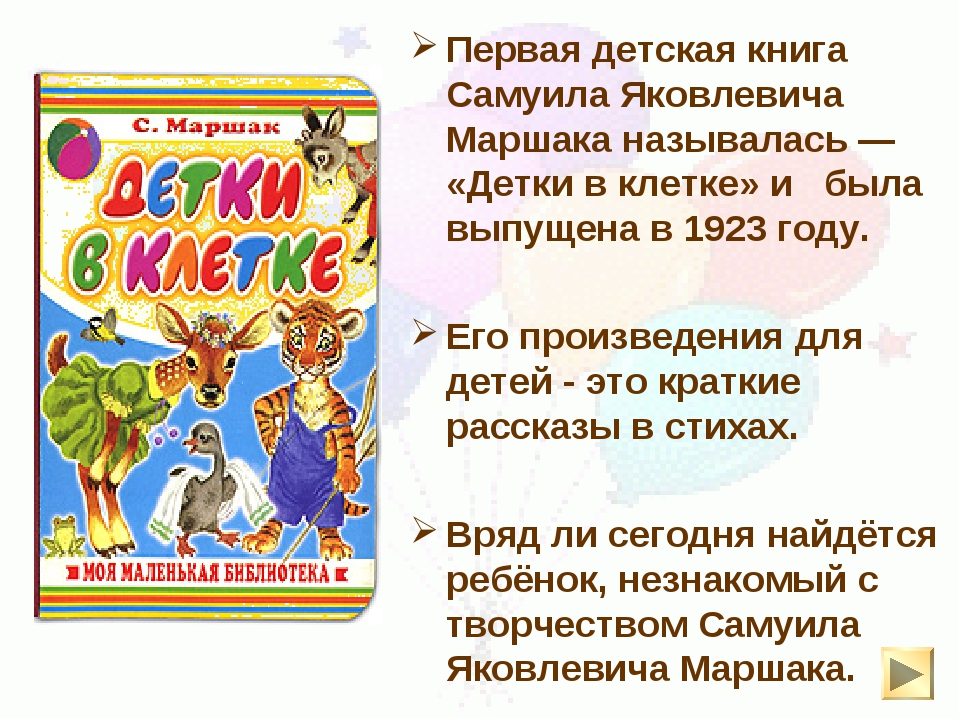 С. Маршак
ДЕТКИ
В КЛЕТКЕ
МОЯ МАЛЕНЬКАЯ БИБЛИОТЕКА
Первая детская книга
Самуила Яковлевича
Маршака называлась —
«Детки в клетке» и была
выпущена в 1923 году.
Его произведения для
детей - это краткие
рассказы в стихах.
Вряд ли сегодня найдётся
ребёнок, незнакомый с
творчеством Самуила
Яковлевича Маршака.